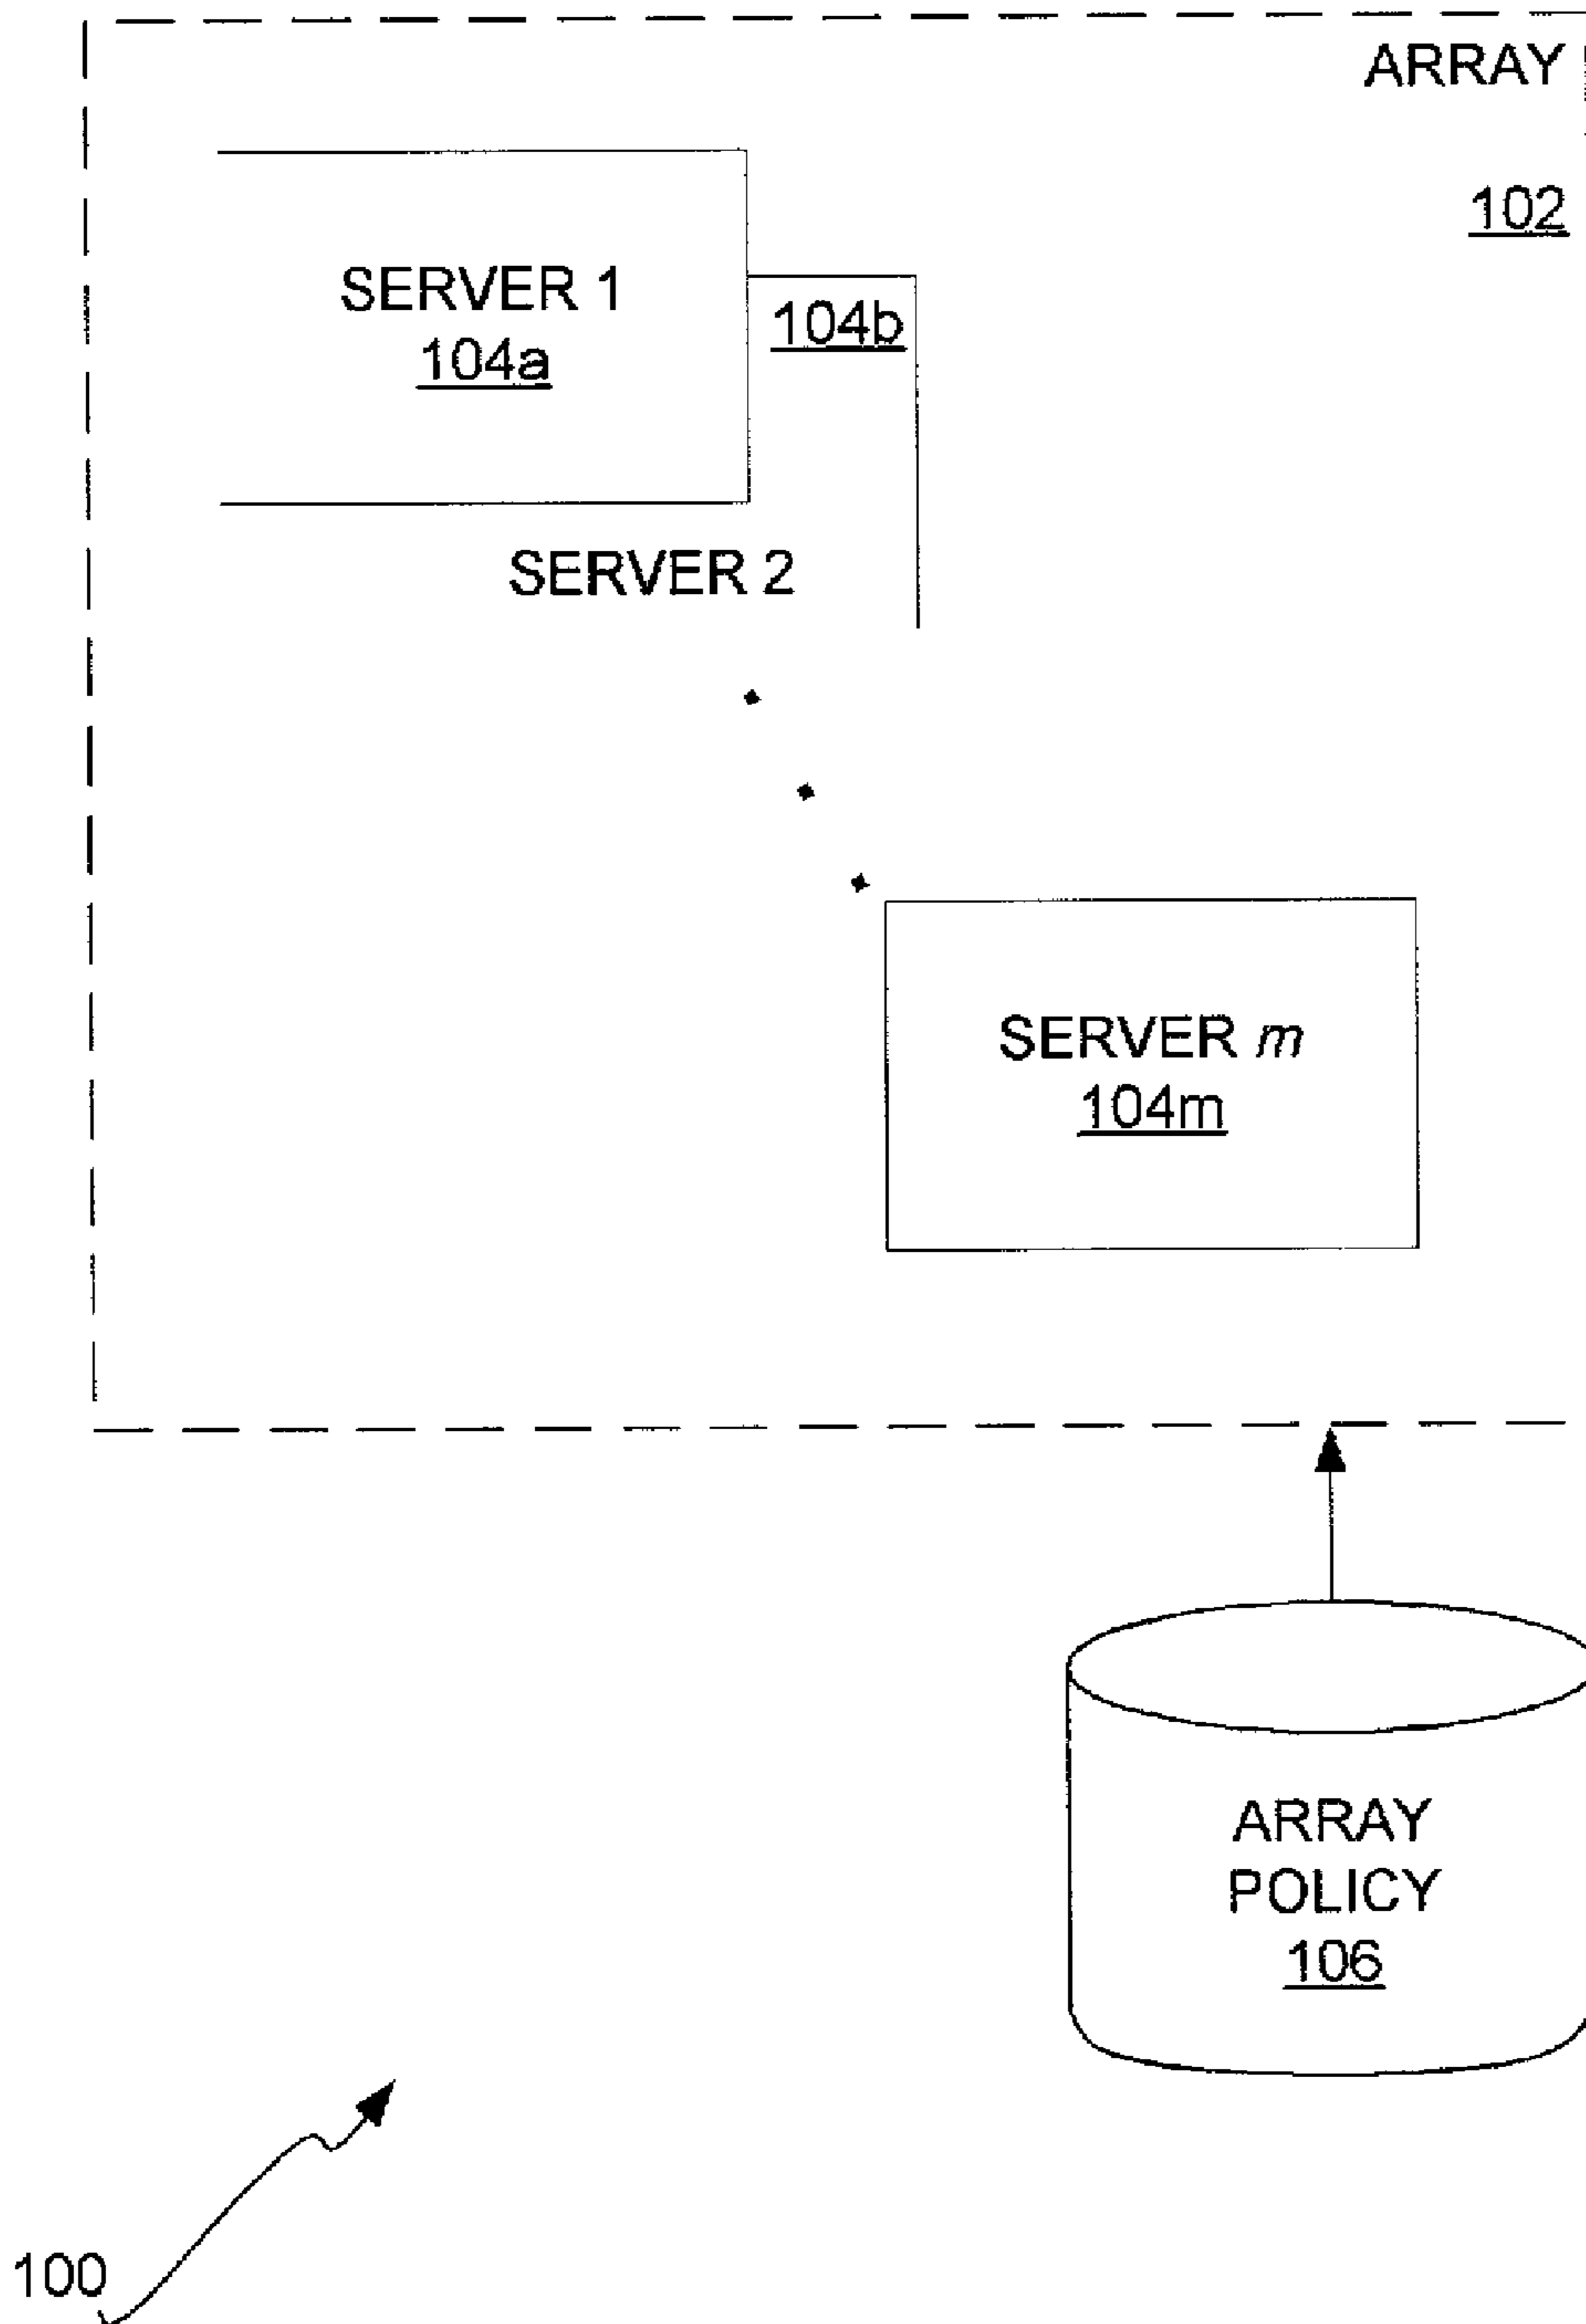 ARRAY
102
SERVER 1
104a
104b
SERVER 2
SERVER m
104m
ARRAY
POLICY
106
100